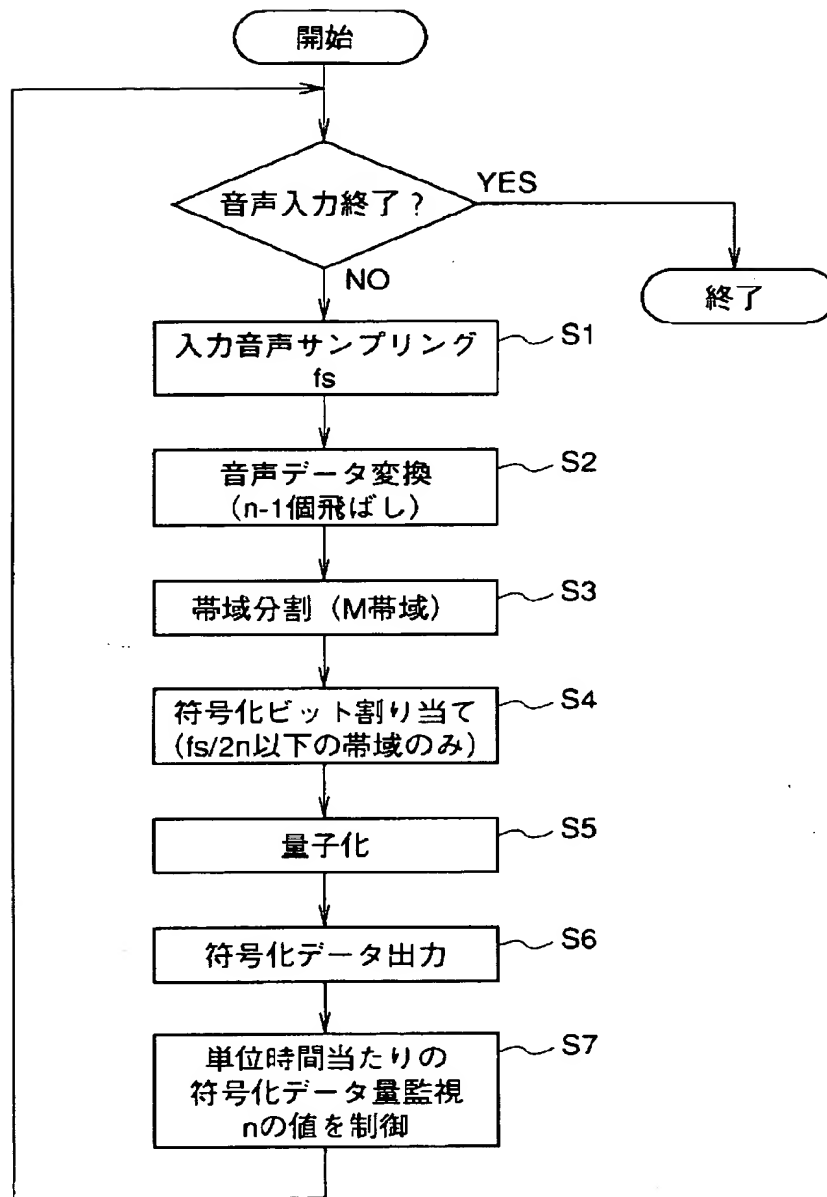 開始
音声入力終了？
YES
NO
終了
入力音声サンプリング
fs
S1
音声データ変換
(n-1個飛ばし)
S2
帯域分割（M帯域）
S3
符号化ビット割り当て
(fs/2n以下の帯域のみ)
S4
量子化
S5
符号化データ出力
S6
単位時間当たりの
符号化データ量監視
nの値を制御
S7